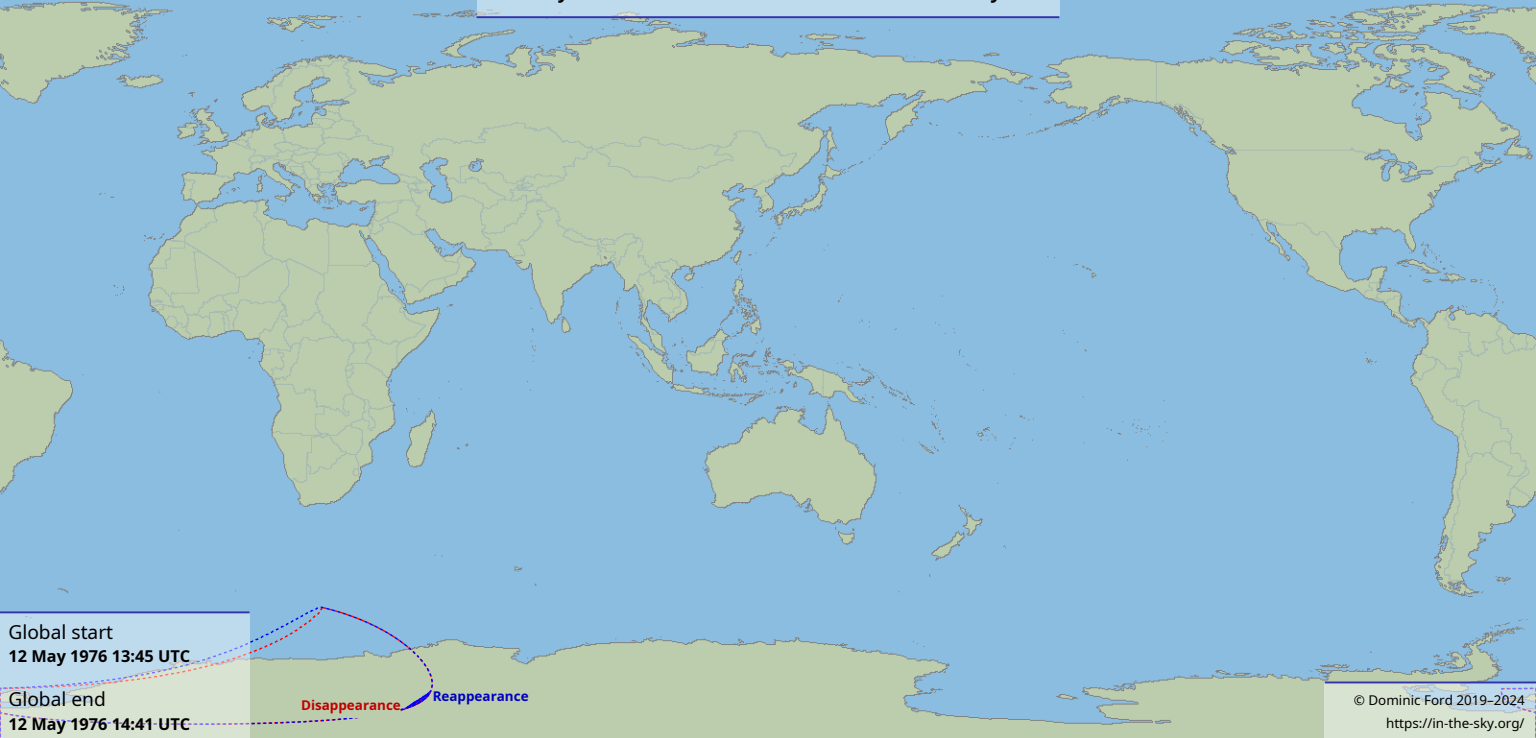 Global start
12 May 1976 13:45 UTC
Global end
12 May 1976 14:41 UTC
Disappearance
Reappearance
© Dominic Ford 2019–2024
https://in-the-sky.org/